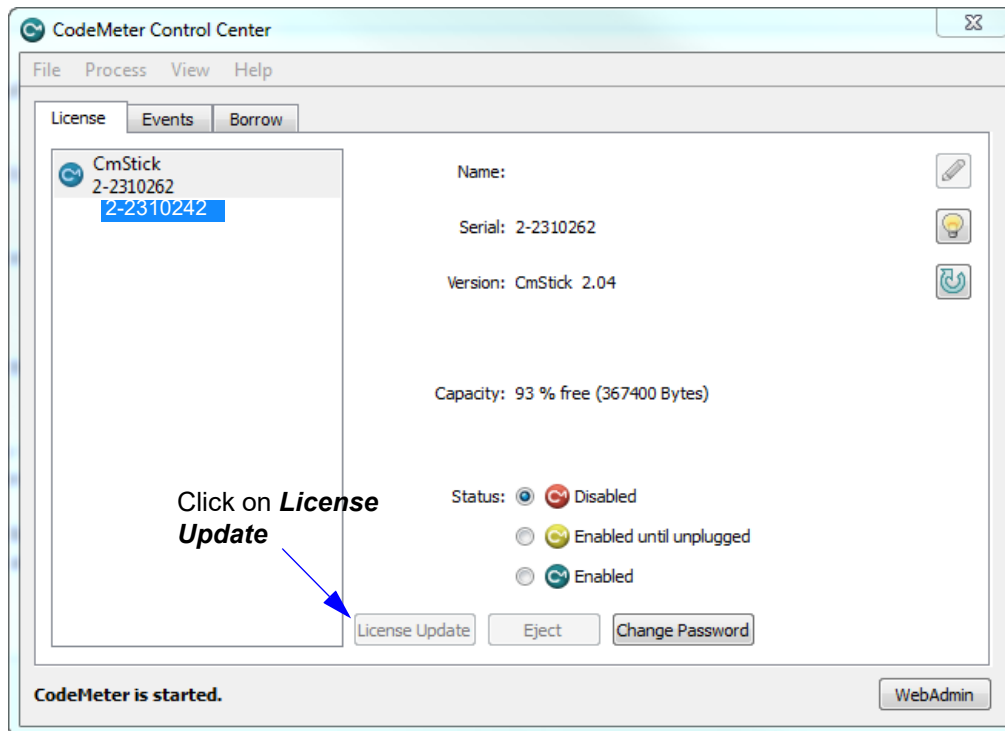 CodeMeter Control Center
File Process View Help
License Events Borrow
CmStick
2-2310262
2-2310242
Name:
Serial: 2-2310262
Version: CmStick 2.04
Capacity: 93 % free (367400 Bytes)
Status: Disabled
Enabled until unplugged
Enabled
Click on License
Update
License Update Eject Change Password
CodeMeter is started.
WebAdmin